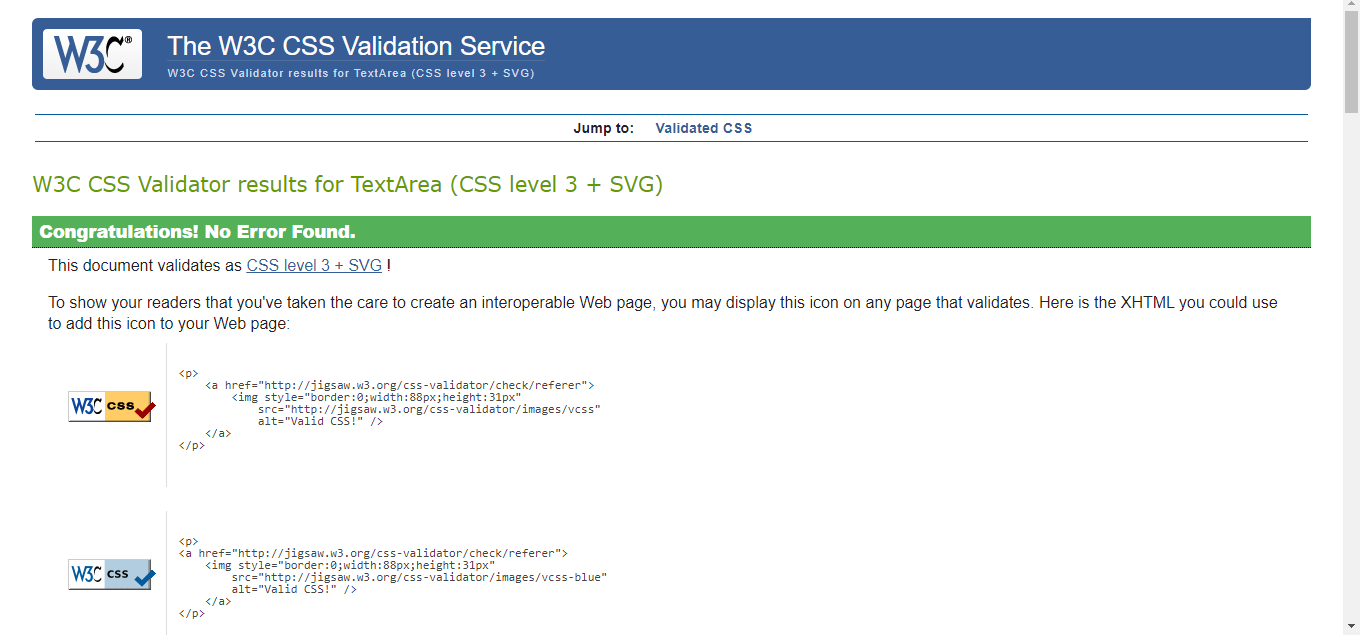 W3C® The W3C CSS Validation Service
W3C CSS Validator results for TextArea (CSS level 3 + SVG)
Jump to: Validated CSS
W3C CSS Validator results for TextArea (CSS level 3 + SVG)
Congratulations! No Error Found.
This document validates as CSS level 3 + SVG !
To show your readers that you've taken the care to create an interoperable Web page, you may display this icon on any page that validates. Here is the XHTML you could use
to add this icon to your Web page:
W3C css
<p>
    <a href="http://jigsaw.w3.org/css-validator/check/referer">
        <img style="border:0;width:88px;height:31px"
            src="http://jigsaw.w3.org/css-validator/images/vcss"
            alt="Valid CSS!" />
    </a>
</p>
W3C css
<p>
<a href="http://jigsaw.w3.org/css-validator/check/referer">
    <img style="border:0;width:88px;height:31px"
        src="http://jigsaw.w3.org/css-validator/images/vcss-blue"
        alt="Valid CSS!" />
    </a>
</p>